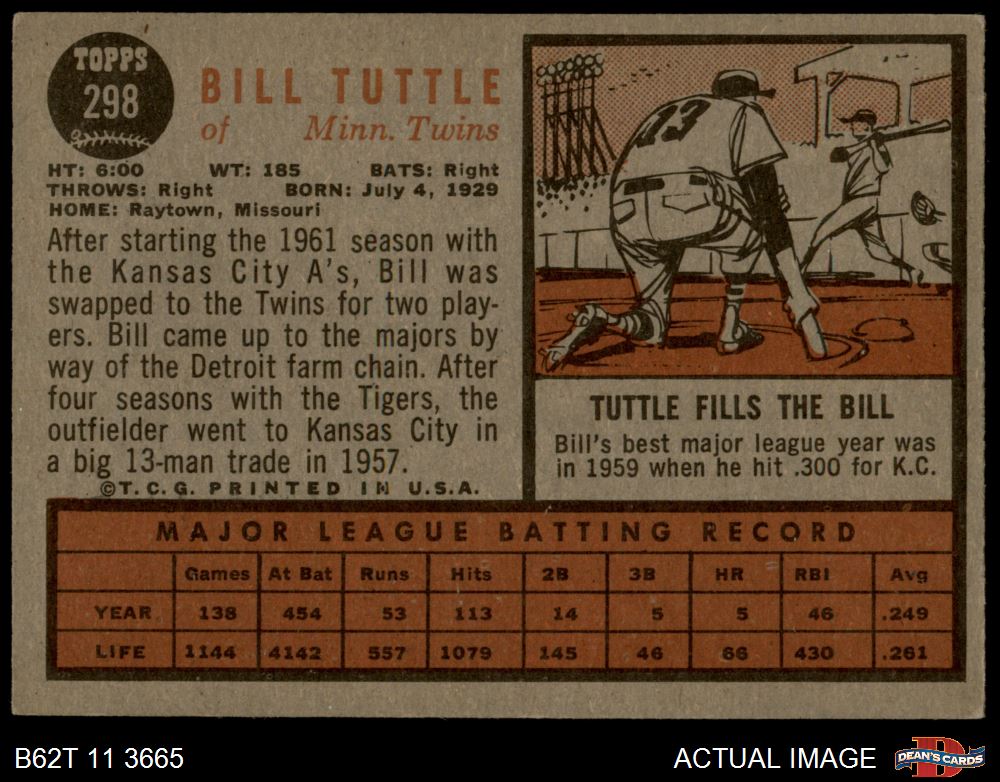 TOPPS
298
BILL TUTTLE
of Minn. Twins
HT: 6:00 WT: 185 BATS: Right
THROWS: Right BORN: July 4, 1929
HOME: Raytown, Missouri
After starting the 1961 season with
the Kansas City A's, Bill was
swapped to the Twins for two play-
ers. Bill came up to the majors by
way of the Detroit farm chain. After
four seasons with the Tigers, the
outfielder went to Kansas City in
a big 13-man trade in 1957.
©T.C.G. PRINTED IN U.S.A.
13
TUTTLE FILLS THE BILL
Bill's best major league year was
in 1959 when he hit .300 for K.C.
MAJOR LEAGUE BATTING RECORD
Games At Bat Runs Hits 2B 3B HR RBI Avg
YEAR 138 454 53 113 14 5 5 46 .249
LIFE 1144 4142 557 1079 145 46 66 430 .261
B62T 11 3665
ACTUAL IMAGE
D
DEAN'S CARDS